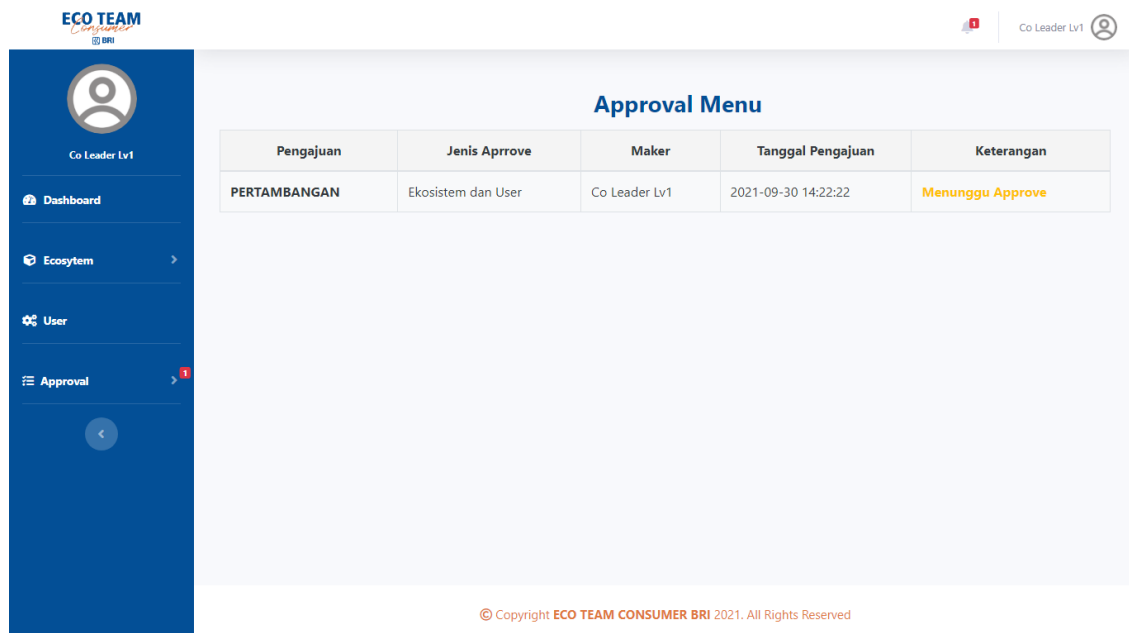 ECO TEAM
Consumer
BRI
1
Co Leader Lv1
Co Leader Lv1
Dashboard
Ecosytem
User
Approval 1
Approval Menu
Pengajuan Jenis Aprrove Maker Tanggal Pengajuan Keterangan
PERTAMBANGAN Ekosistem dan User Co Leader Lv1 2021-09-30 14:22:22 Menunggu Approve
© Copyright ECO TEAM CONSUMER BRI 2021. All Rights Reserved